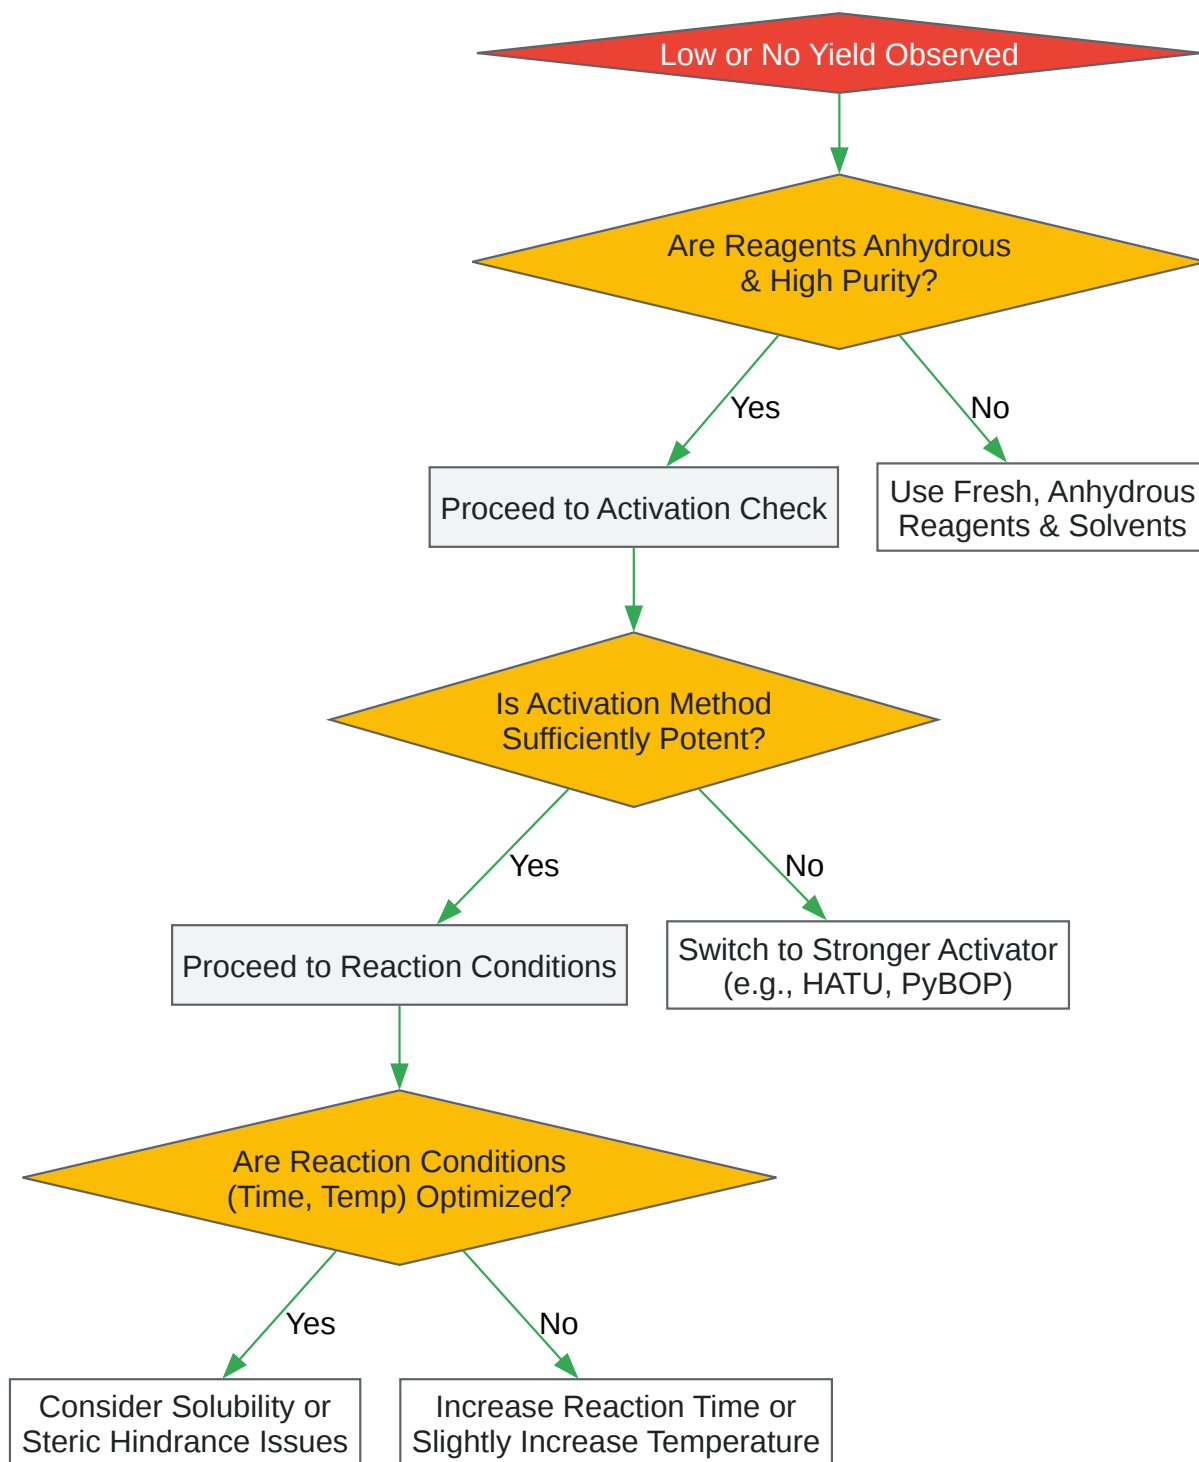 Low or No Yield Observed
Are Reagents Anhydrous
& High Purity?
Yes
No
Proceed to Activation Check
Use Fresh, Anhydrous
Reagents & Solvents
Is Activation Method
Sufficiently Potent?
Yes
No
Proceed to Reaction Conditions
Switch to Stronger Activator
(e.g., HATU, PyBOP)
Are Reaction Conditions
(Time, Temp) Optimized?
Yes
No
Consider Solubility or
Steric Hindrance Issues
Increase Reaction Time or
Slightly Increase Temperature